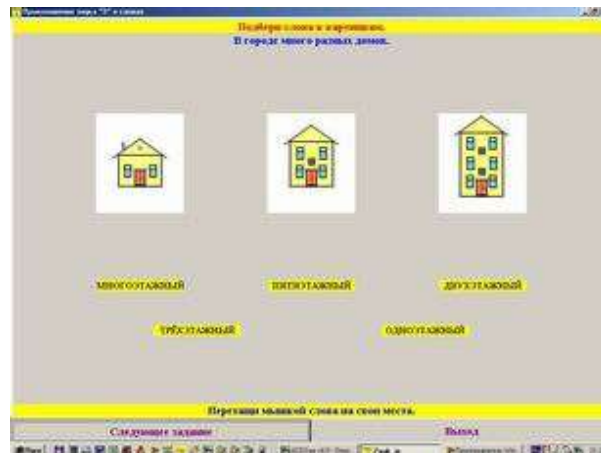 Подбери слова к картинкам.
В городе много разных домов.
МНОГОЭТАЖНЫЙ
ПЯТИЭТАЖНЫЙ
ДВУХЭТАЖНЫЙ
ТРЁХЭТАЖНЫЙ
ОДНОЭТАЖНЫЙ
Перетащи мышкой слова на свои места.
Следующее задание
Выход